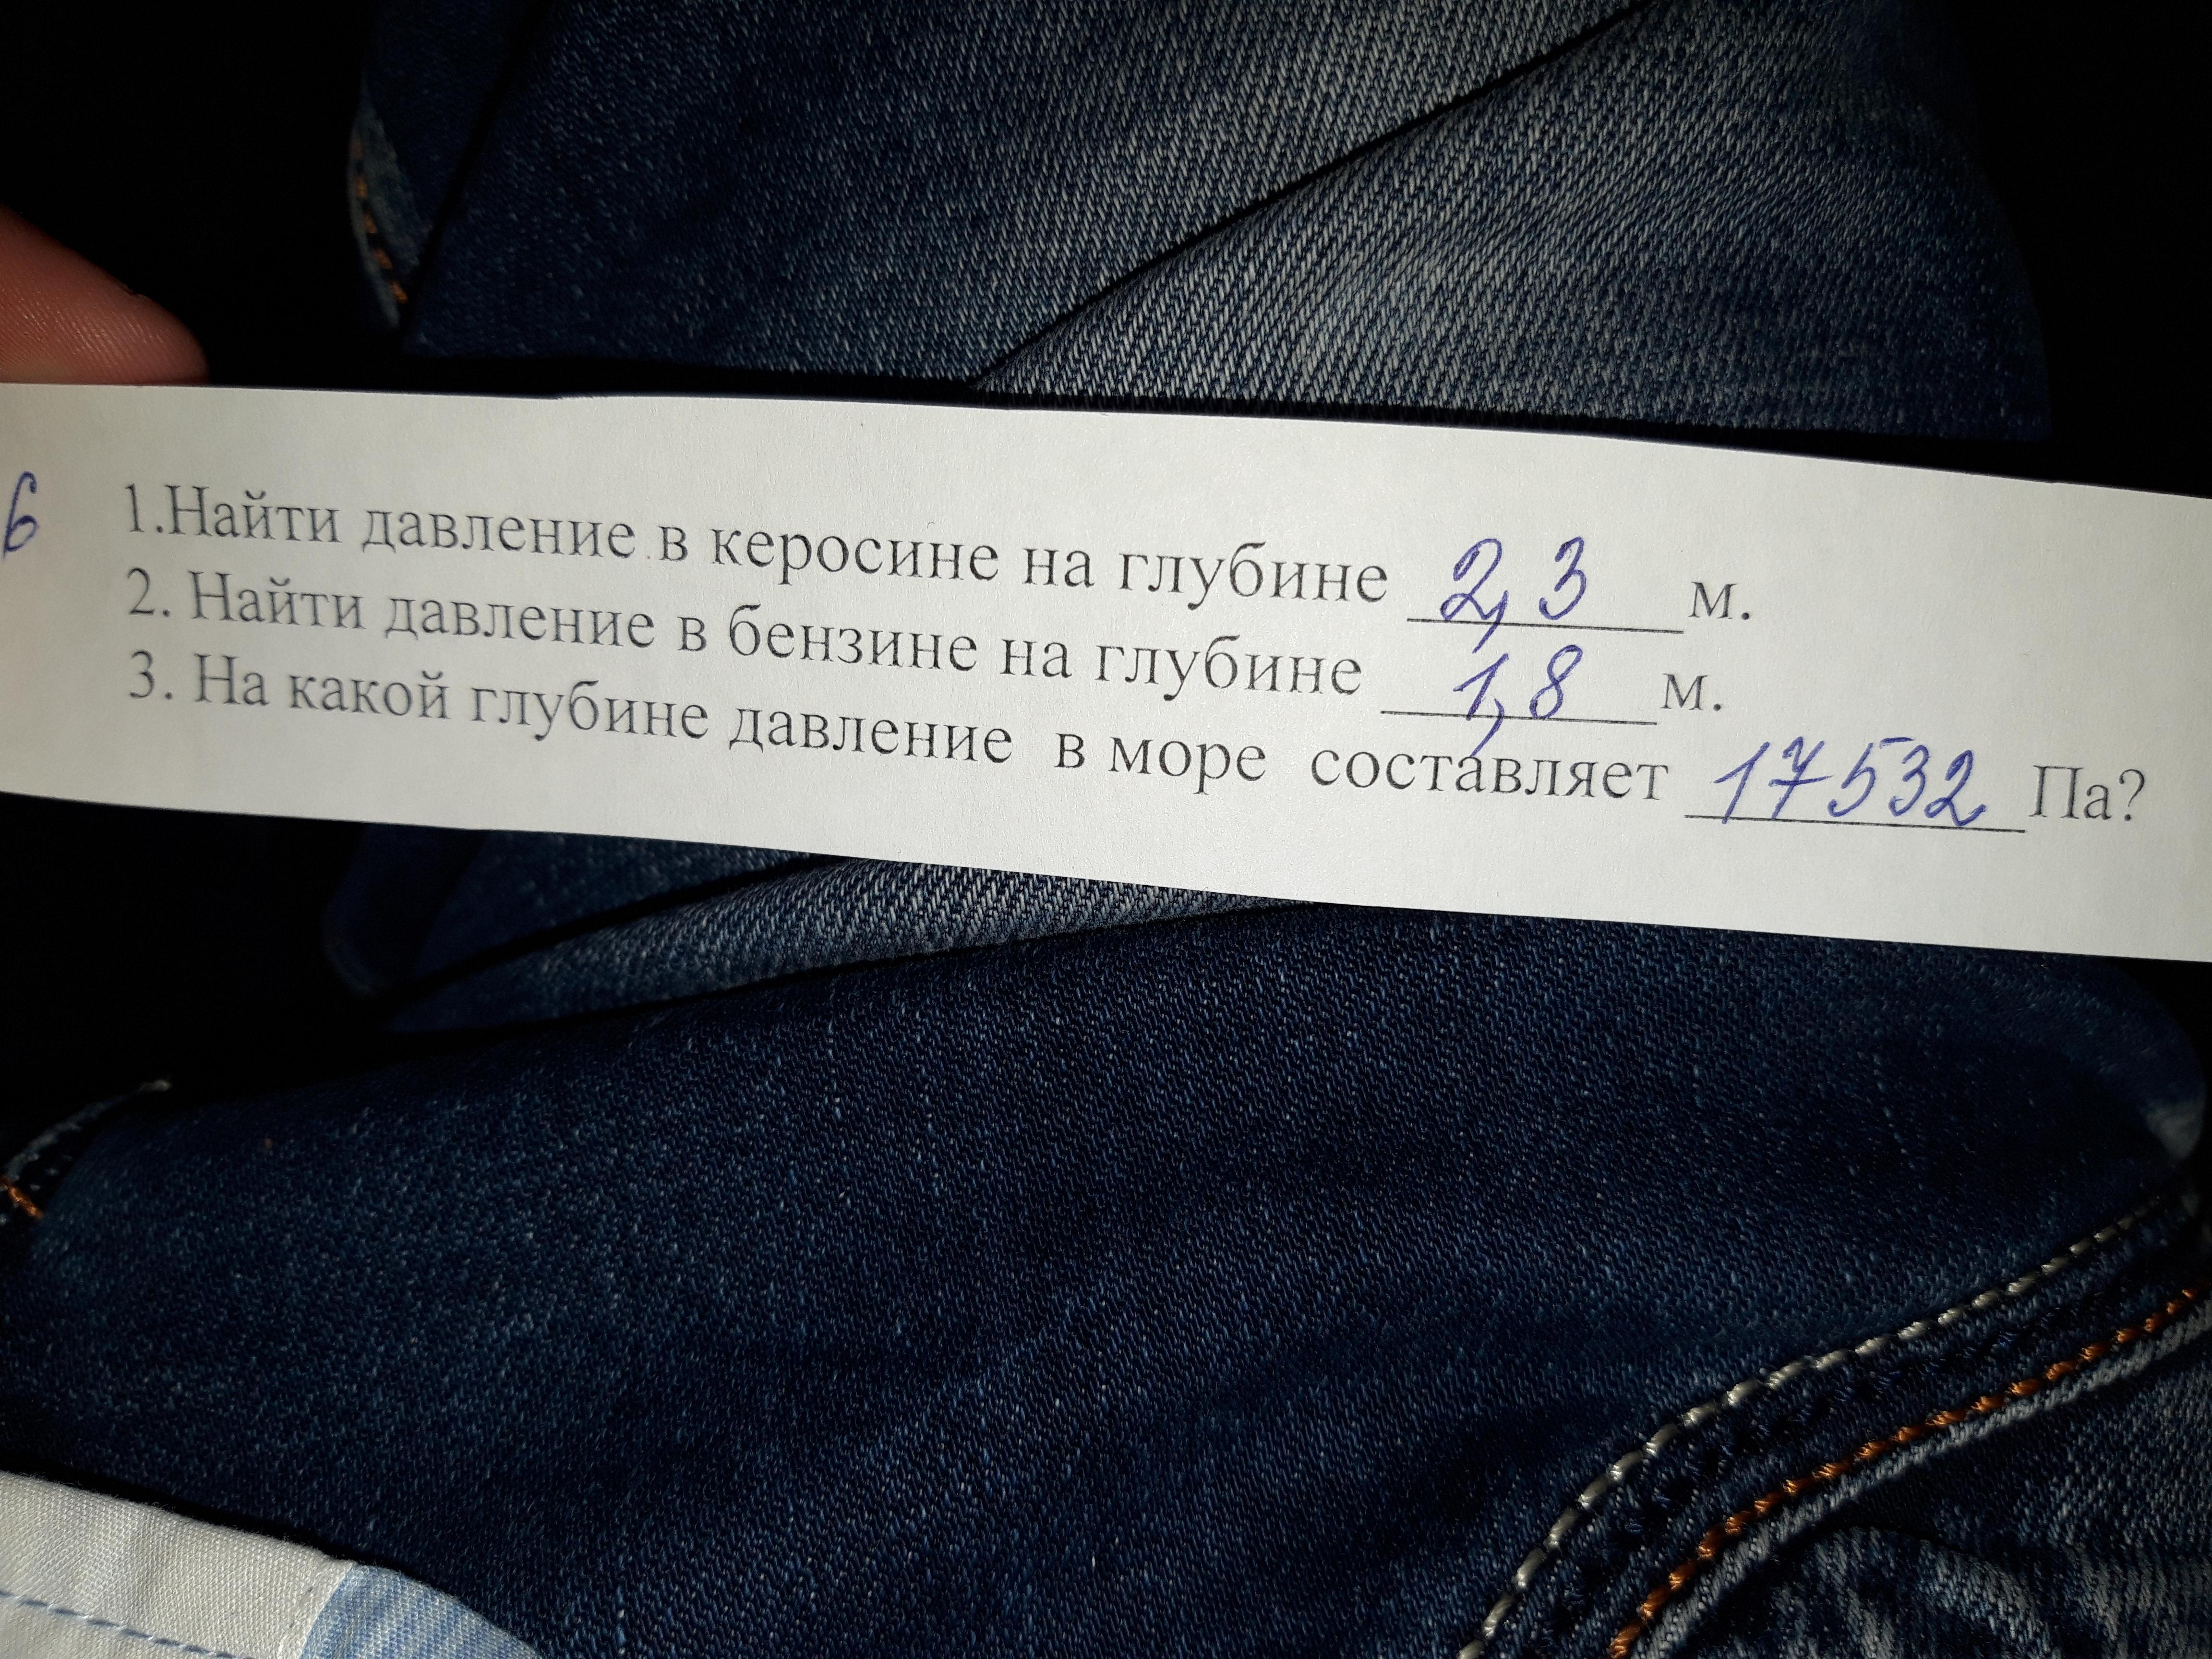 6 1.Найти давление в керосине на глубине 2,3 м.
2. Найти давление в бензине на глубине 1,8 м.
3. На какой глубине давление в море составляет 17532 Па?